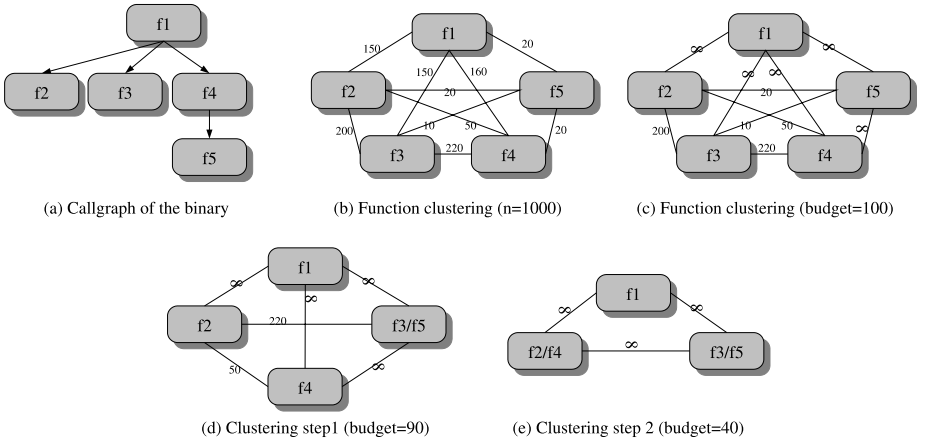 f1
f2
f3
f4
f5
(a) Callgraph of the binary
f1
150
20
150
160
f2
20
f5
200
10
50
20
f3
220
f4
(b) Function clustering (n=1000)
f1
∞
∞
∞
∞
f2
20
f5
200
10
50
∞
f3
220
f4
(c) Function clustering (budget=100)
f1
∞
∞
∞
f2
220
f3/f5
50
∞
f4
(d) Clustering step1 (budget=90)
f1
∞
∞
f2/f4
∞
f3/f5
(e) Clustering step 2 (budget=40)